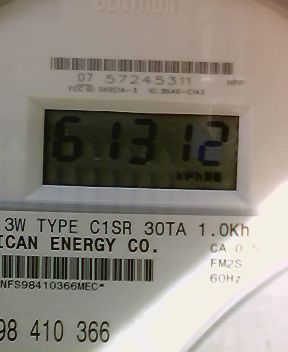 CENTRON
07 57245311
61312
kWh
3W TYPE C1SR 30TA 1.0Kh
ICAN ENERGY CO.
CA 0.5
FM2S
60Hz
NFS98410366MEC*
98 410 366